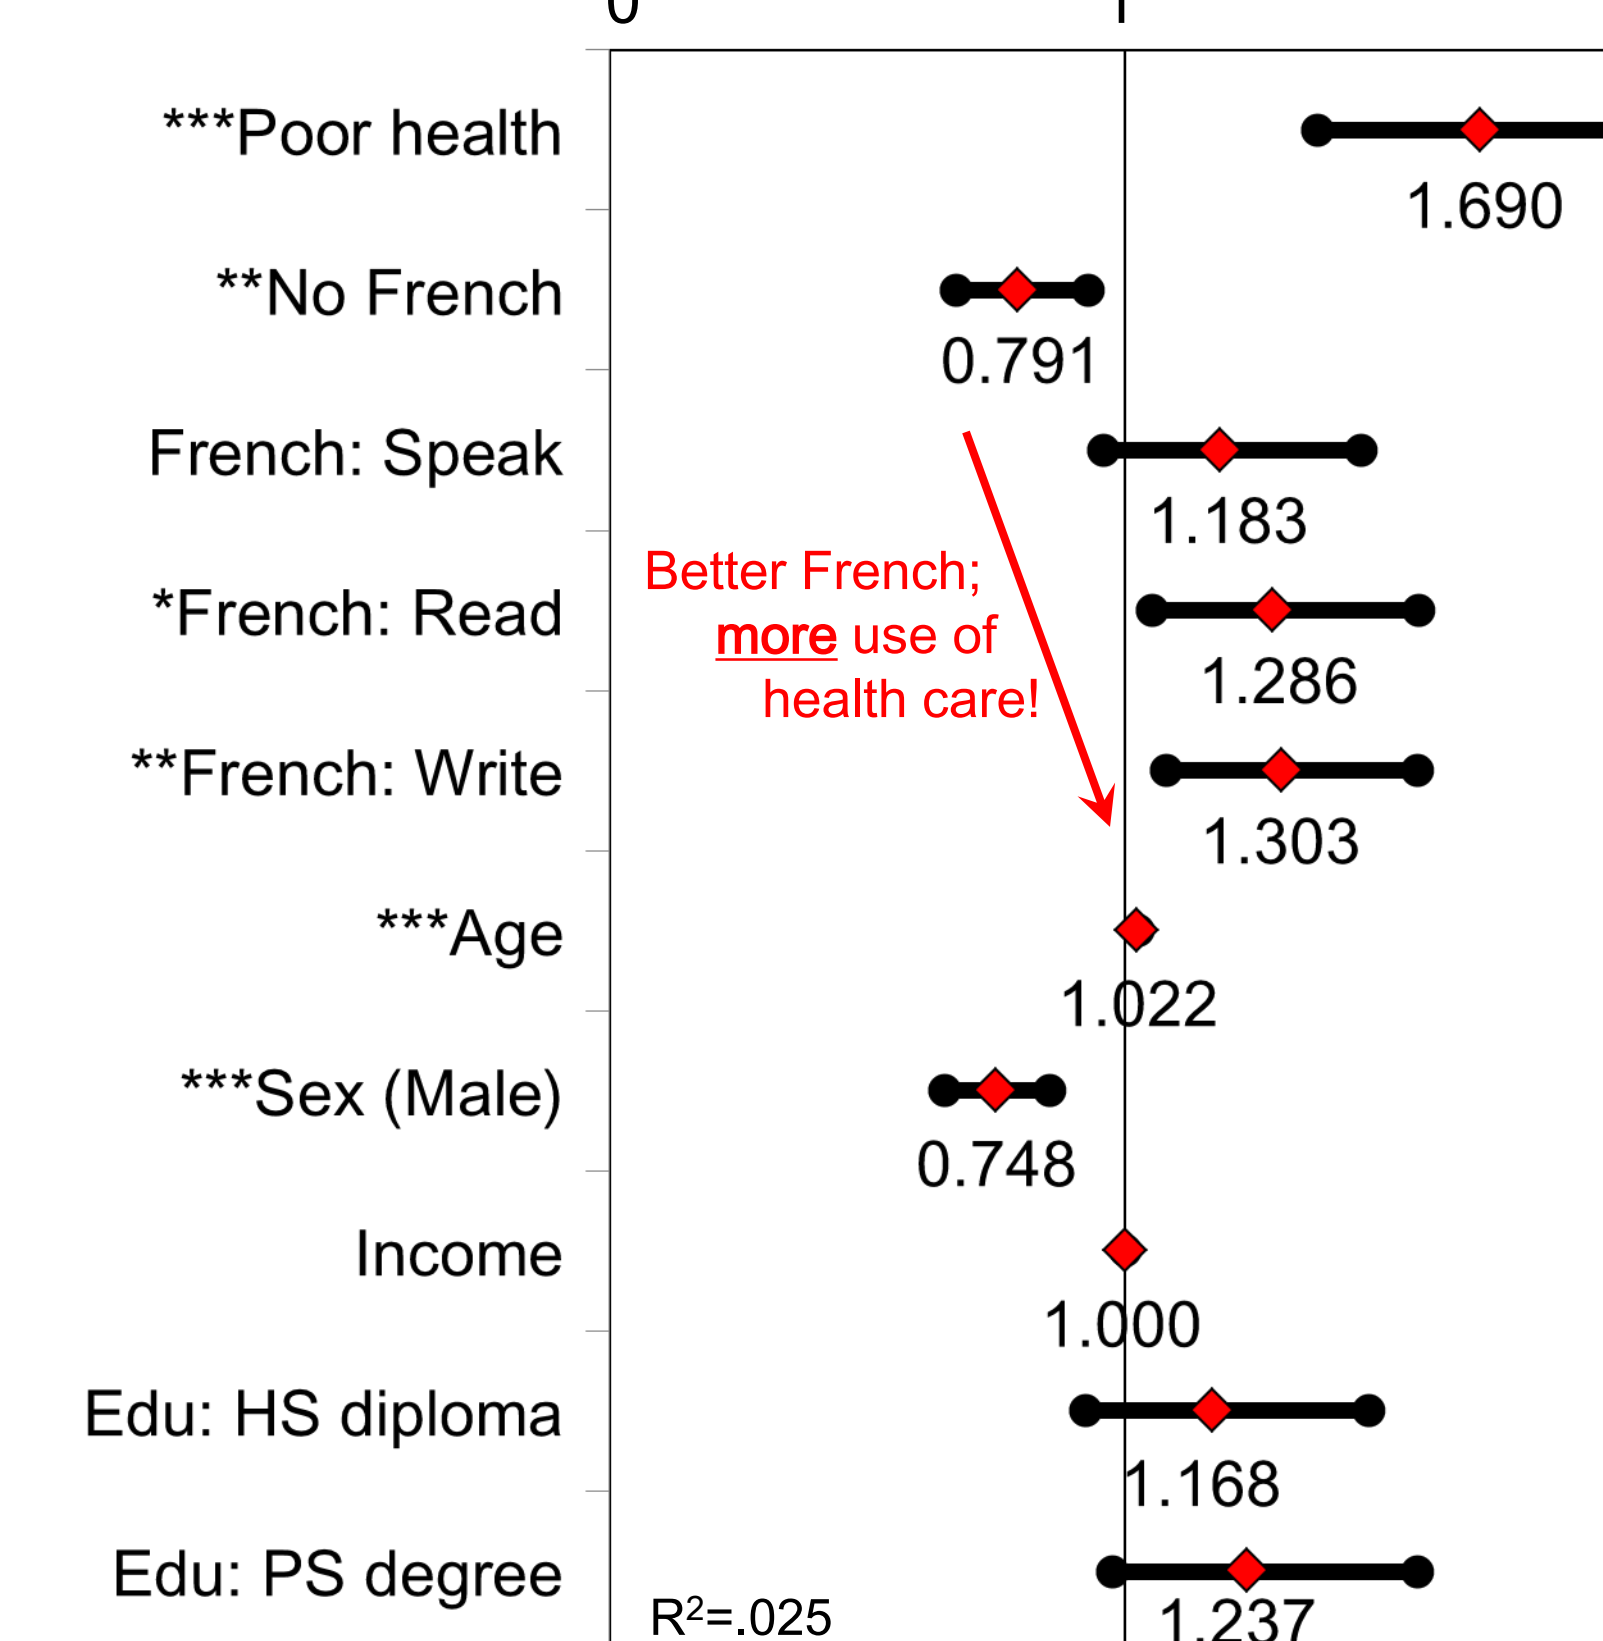 0 1
***Poor health
1.690
**No French
0.791
French: Speak
1.183
Better French;
*French: Read
more use of
1.286
health care!
**French: Write
1.303
***Age
1.022
***Sex (Male)
0.748
Income
1.000
Edu: HS diploma
1.168
Edu: PS degree
R²=.025
1.237